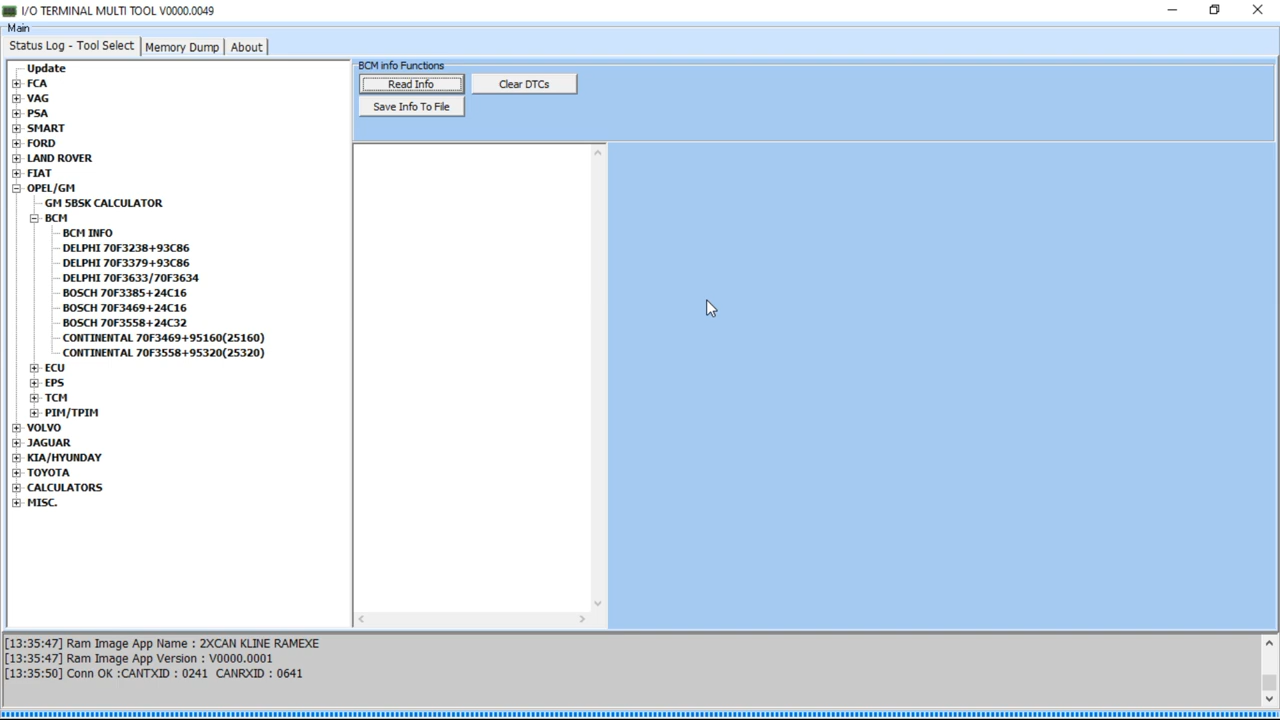 I/O TERMINAL MULTI TOOL V0000.0049
Main
Status Log - Tool Select
Memory Dump
About
Update
FCA
VAG
PSA
SMART
FORD
LAND ROVER
FIAT
OPEL/GM
GM 5BSK CALCULATOR
BCM
BCM INFO
DELPHI 70F3238+93C86
DELPHI 70F3379+93C86
DELPHI 70F3633/70F3634
BOSCH 70F3385+24C16
BOSCH 70F3469+24C16
BOSCH 70F3558+24C32
CONTINENTAL 70F3469+95160(25160)
CONTINENTAL 70F3558+95320(25320)
ECU
EPS
TCM
PIM/TPIM
VOLVO
JAGUAR
KIA/HYUNDAY
TOYOTA
CALCULATORS
MISC.
BCM info Functions
Read Info
Clear DTCs
Save Info To File
[13:35:47] Ram Image App Name : 2XCAN KLINE RAMEXE
[13:35:47] Ram Image App Version : V0000.0001
[13:35:50] Conn OK :CANTXID : 0241 CANRXID : 0641